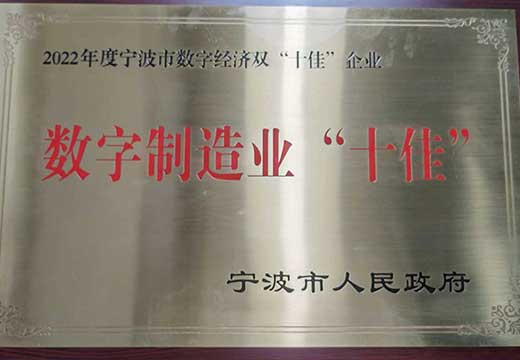 2022年度宁波市数字经济双“十佳”企业
数字制造业“十佳”
宁波市人民政府